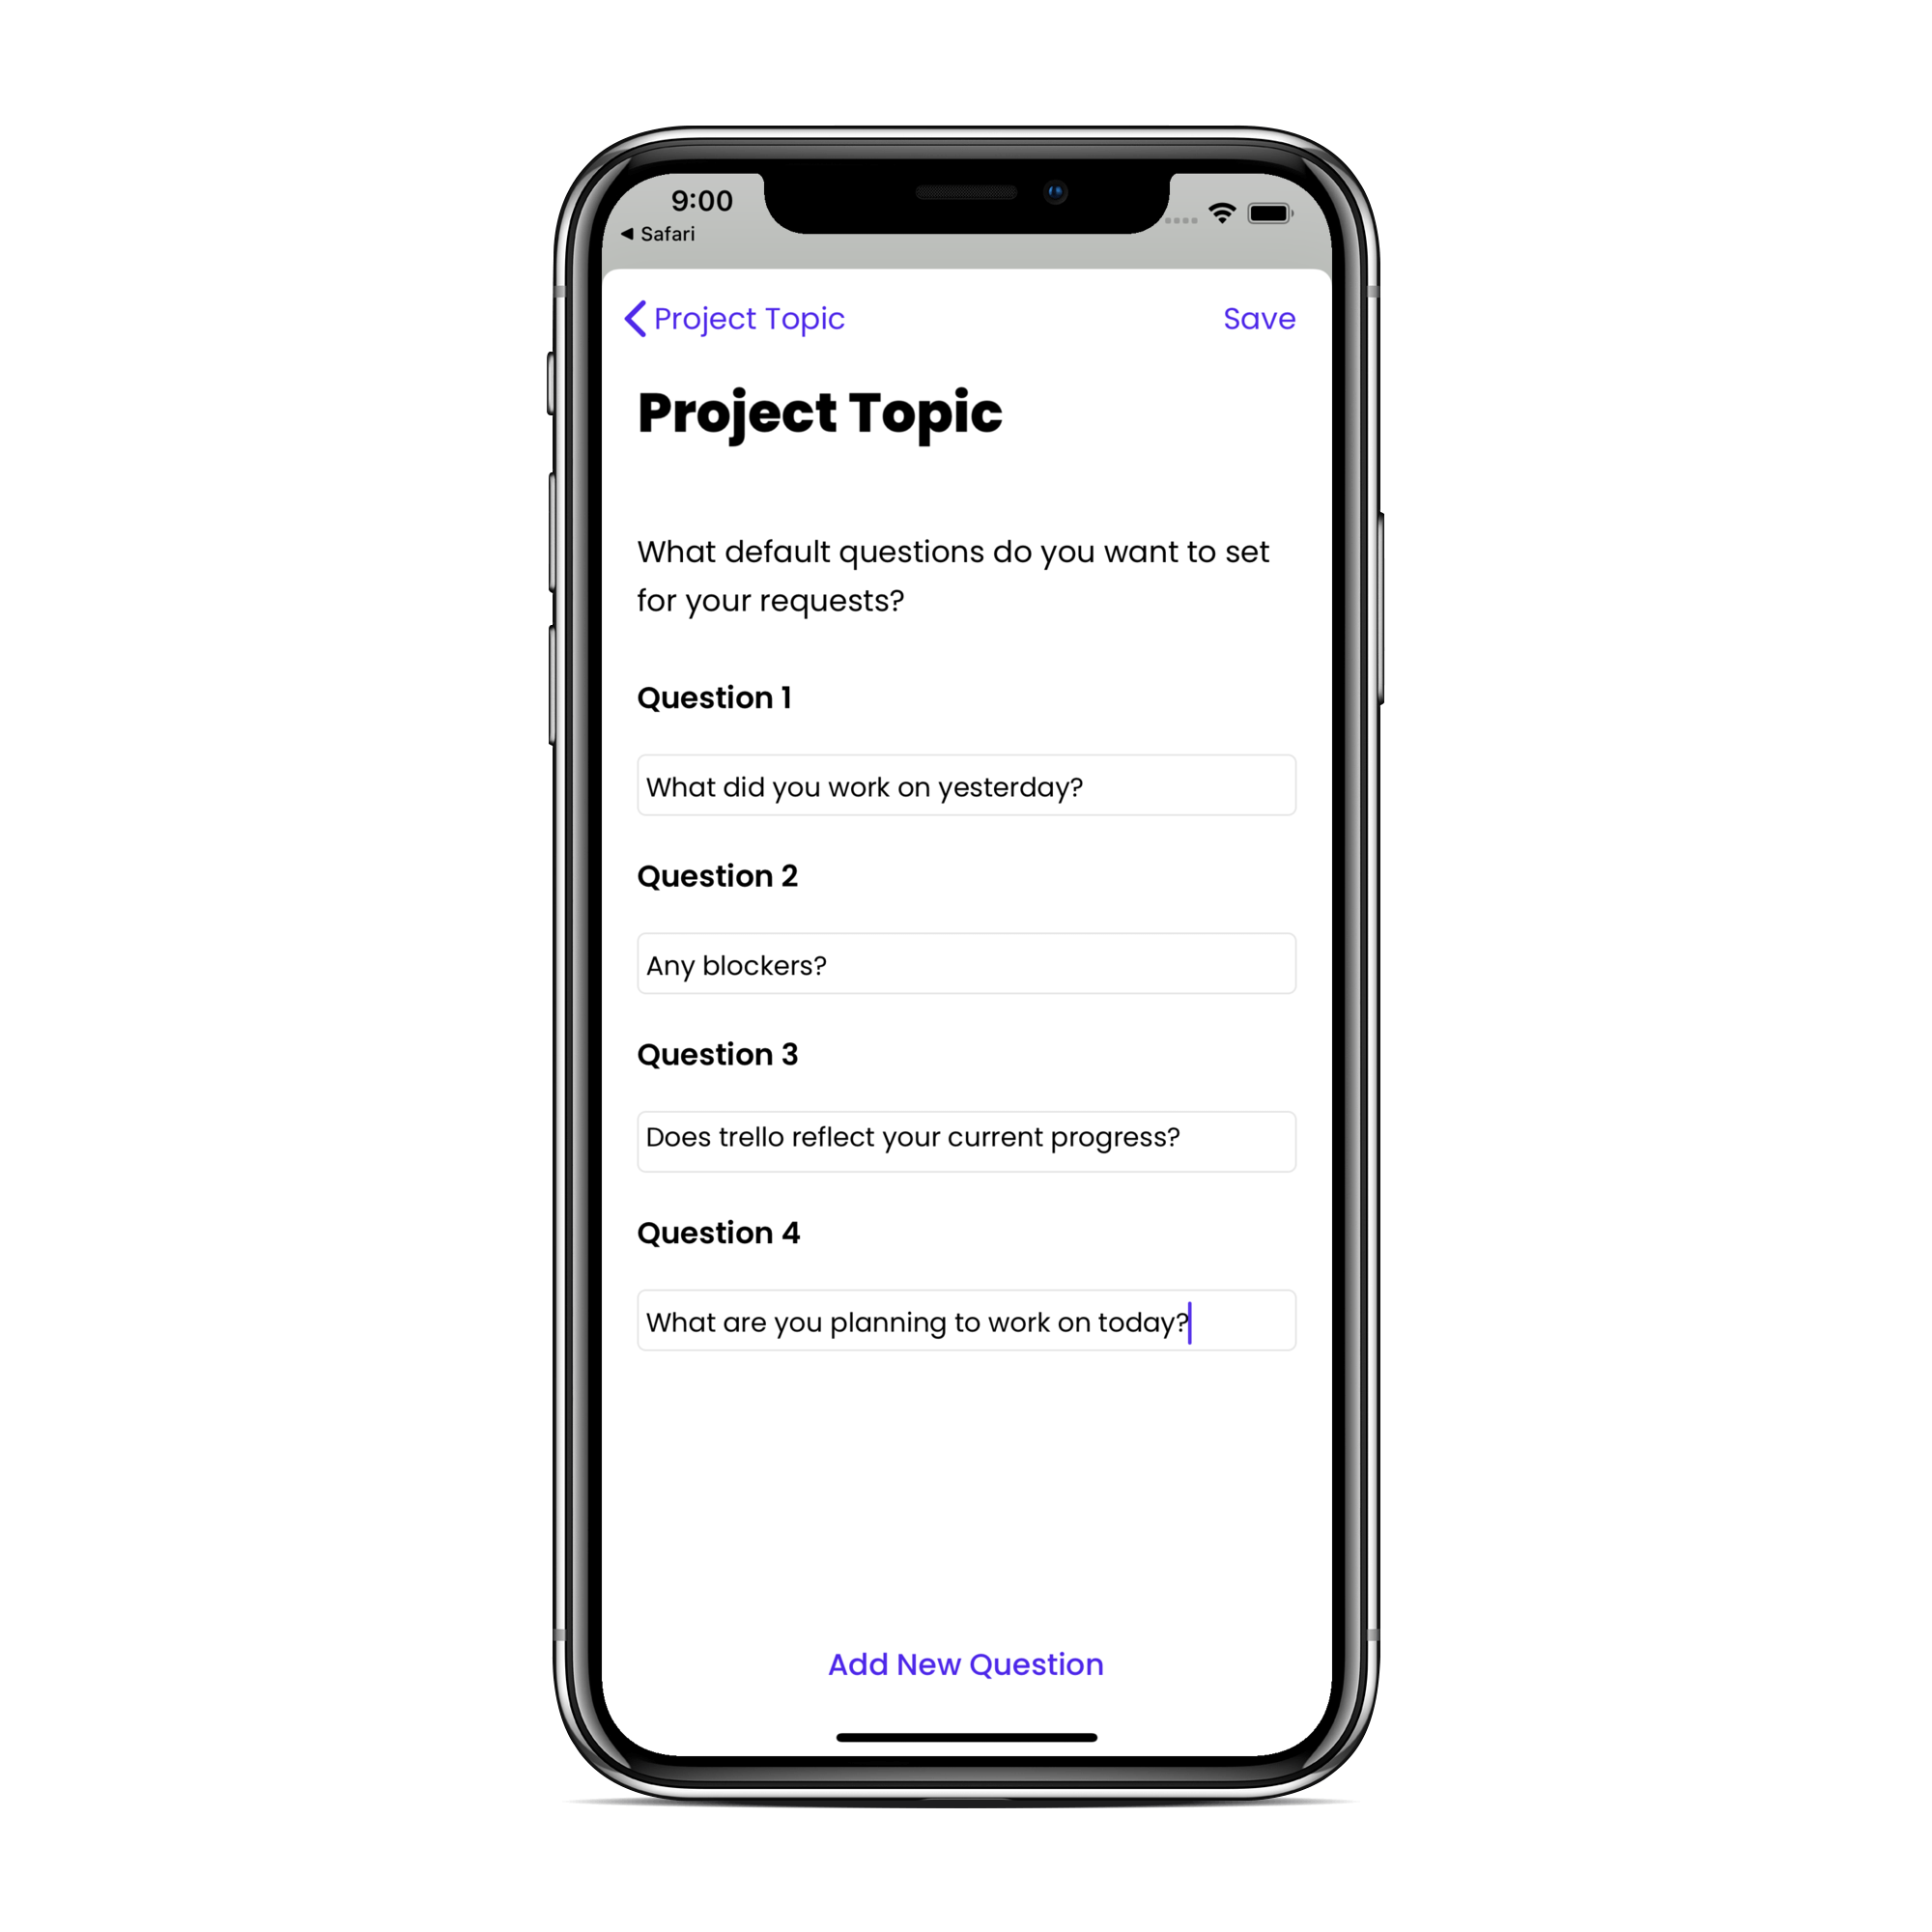 9:00
Safari
Project Topic
Save
Project Topic
What default questions do you want to set
for your requests?
Question 1
What did you work on yesterday?
Question 2
Any blockers?
Question 3
Does trello reflect your current progress?
Question 4
What are you planning to work on today?
Add New Question